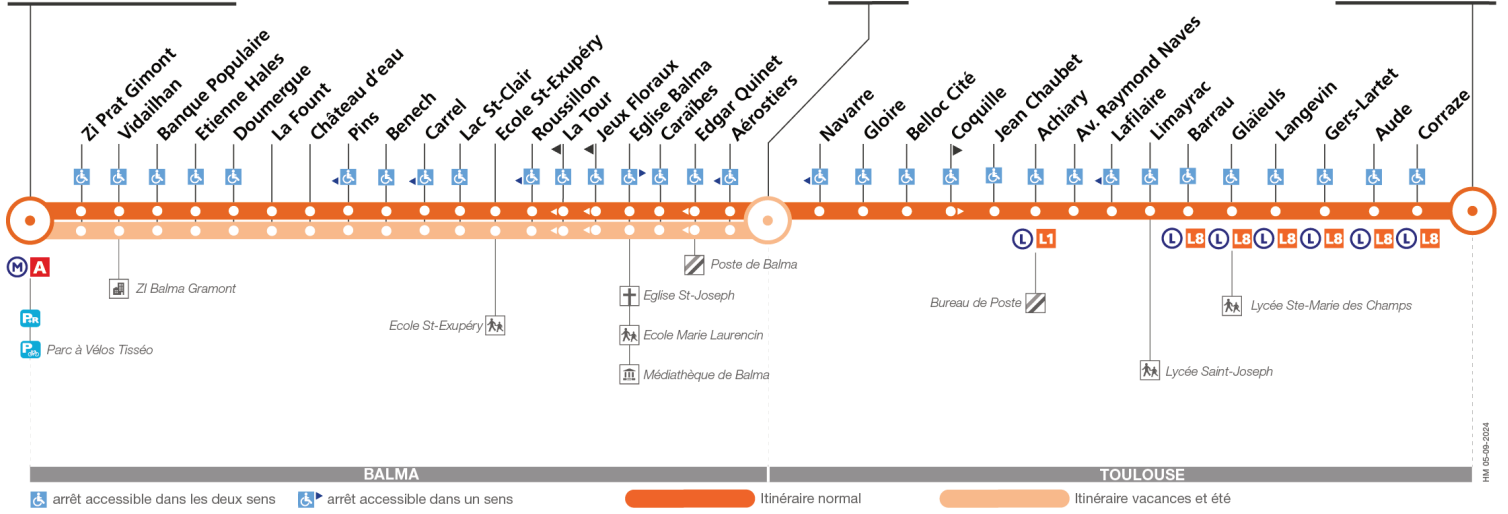 Zi Prat Gimont
Vidailhan
Banque Populaire
Etienne Hales
Doumergue
La Fount
Château d'eau
Pins
Benech
Carrel
Lac St-Clair
Ecole St-Exupéry
Roussillon
La Tour
Jeux Floraux
Eglise Balma
Caraïbes
Edgar Quinet
Aérostiers
Navarre
Gloire
Belloc Cité
Coquille
Jean Chaubet
Achiary
Av. Raymond Naves
Lafilaire
Limayrac
Barrau
Glaïeuls
Langevin
Gers-Lartet
Aude
Corraze
M A
L L1
L L8
L L8
L L8
L L8
L L8
L L8
P+R
P
Parc à Vélos Tisséo
ZI Balma Gramont
Ecole St-Exupéry
Poste de Balma
Eglise St-Joseph
Ecole Marie Laurencin
Médiathèque de Balma
Bureau de Poste
Lycée Ste-Marie des Champs
Lycée Saint-Joseph
HM 05-09-2024
BALMA
TOULOUSE
arrêt accessible dans les deux sens
arrêt accessible dans un sens
Itinéraire normal
Itinéraire vacances et été